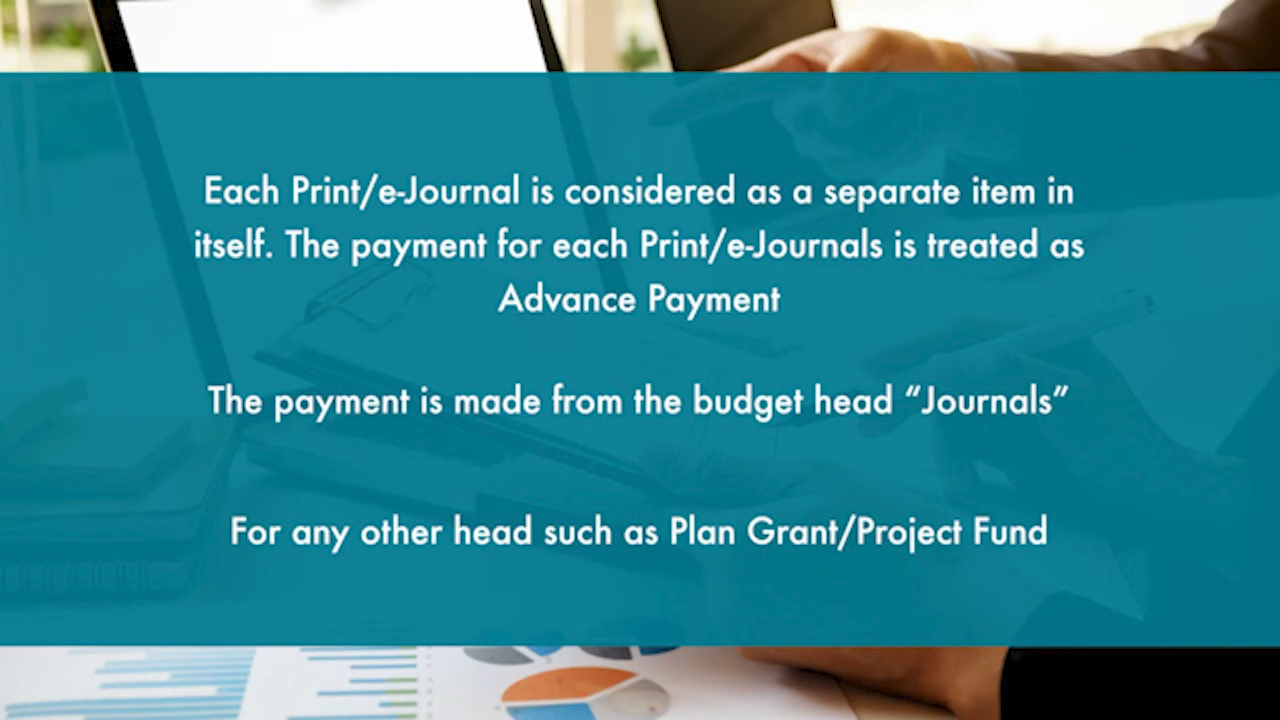 Each Print/e-Journal is considered as a separate item in
itself. The payment for each Print/e-Journals is treated as
Advance Payment
The payment is made from the budget head “Journals”
For any other head such as Plan Grant/Project Fund